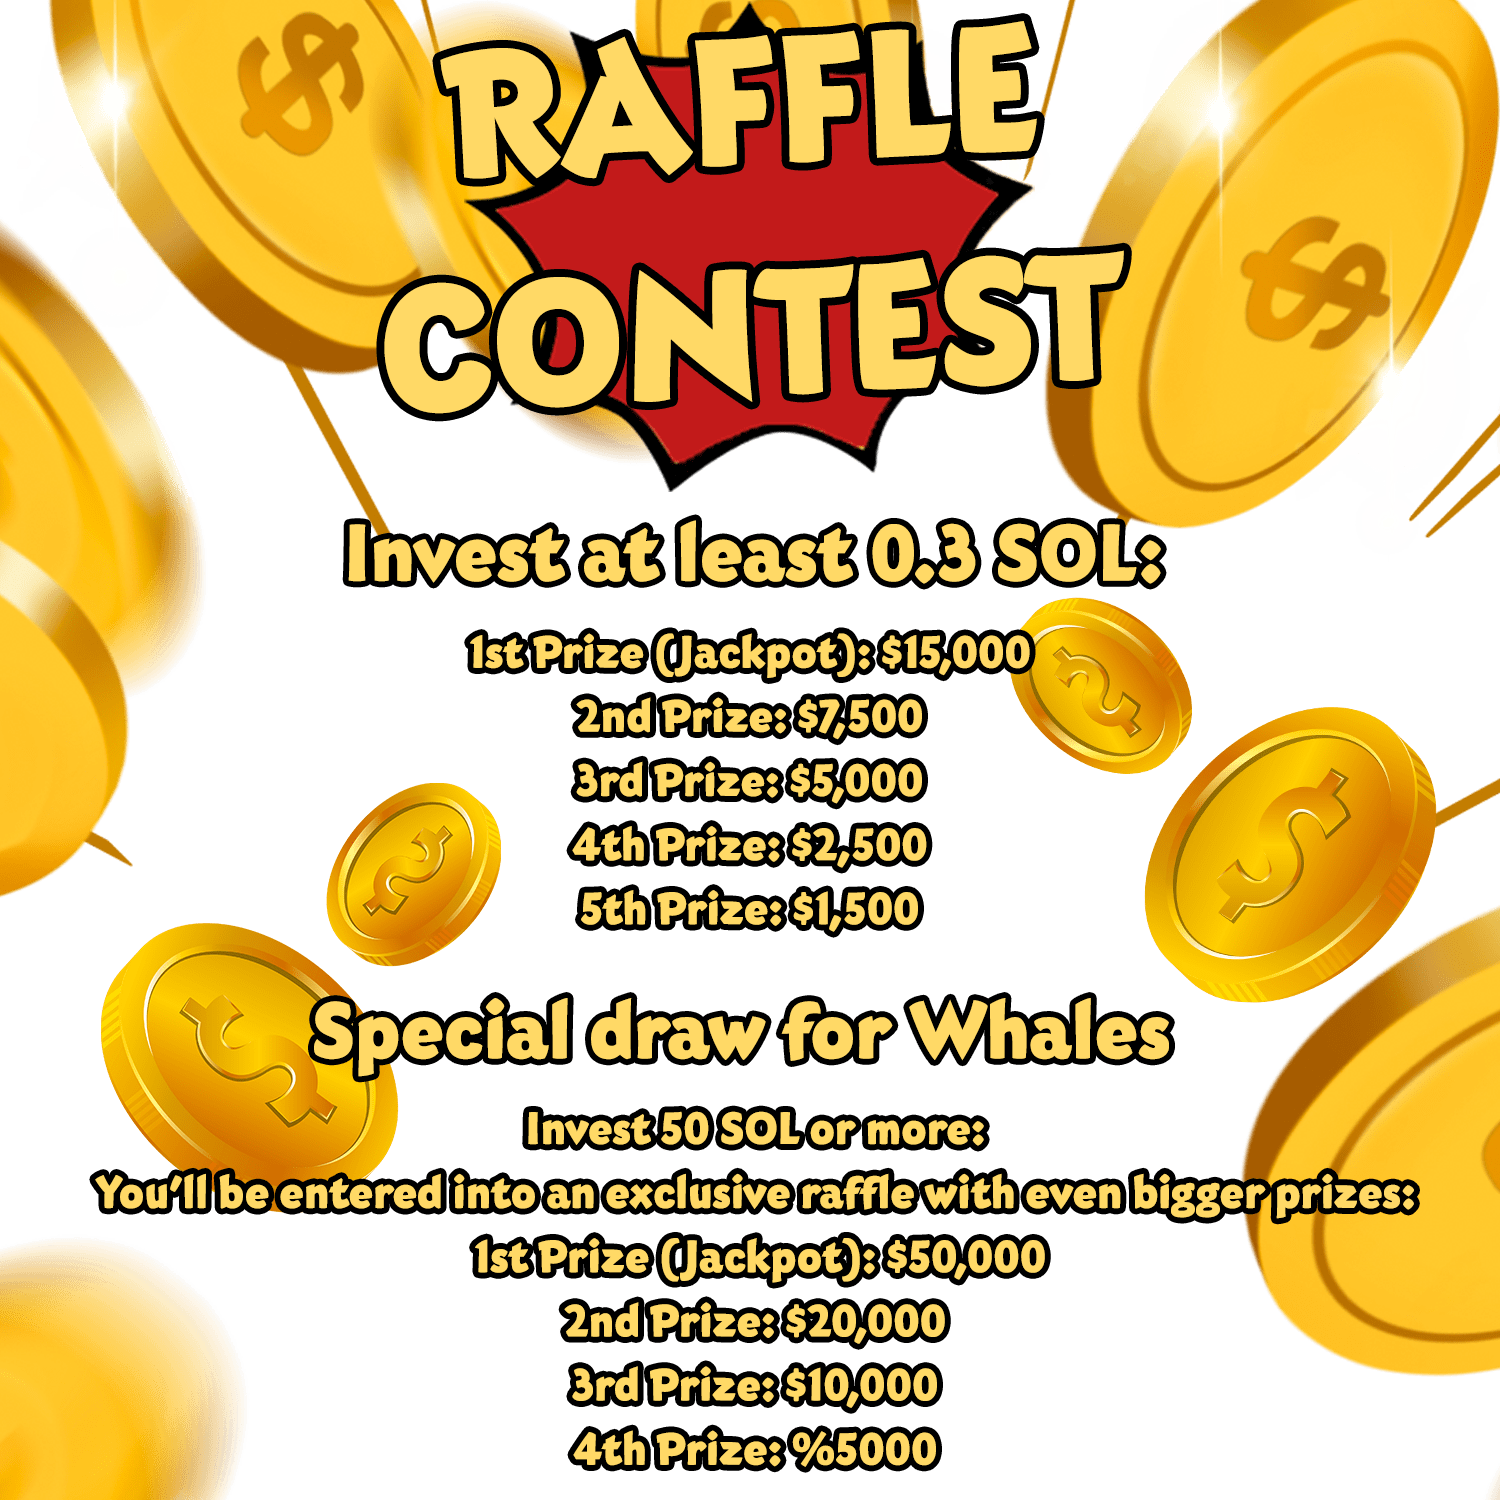 RAFFLE
CONTEST
Invest at least 0.3 SOL:
1st Prize (Jackpot): $15,000
2nd Prize: $7,500
3rd Prize: $5,000
4th Prize: $2,500
5th Prize: $1,500
Special draw for Whales
Invest 50 SOL or more:
You'll be entered into an exclusive raffle with even bigger prizes:
1st Prize (Jackpot): $50,000
2nd Prize: $20,000
3rd Prize: $10,000
4th Prize: %5000